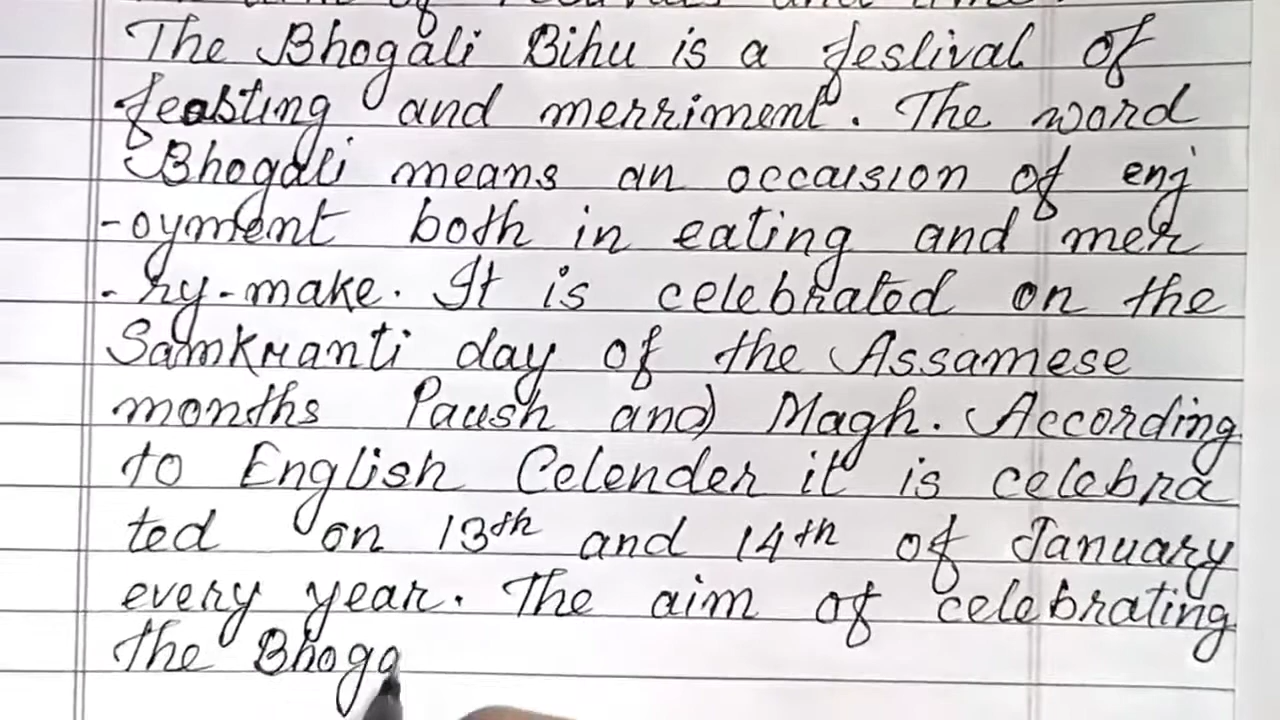 The Bhogali Bihu is a feslival of
feasting and merriment. The word
Bhogali means an occaision of enj
-oyment both in eating and mer
-ry-make. It is celebrated on the
Samkranti day of the Assamese
months Paush and Magh. According
to English Celender it is celebra
ted on 13th and 14th of January
every year. The aim of celebrating
the Bhoga